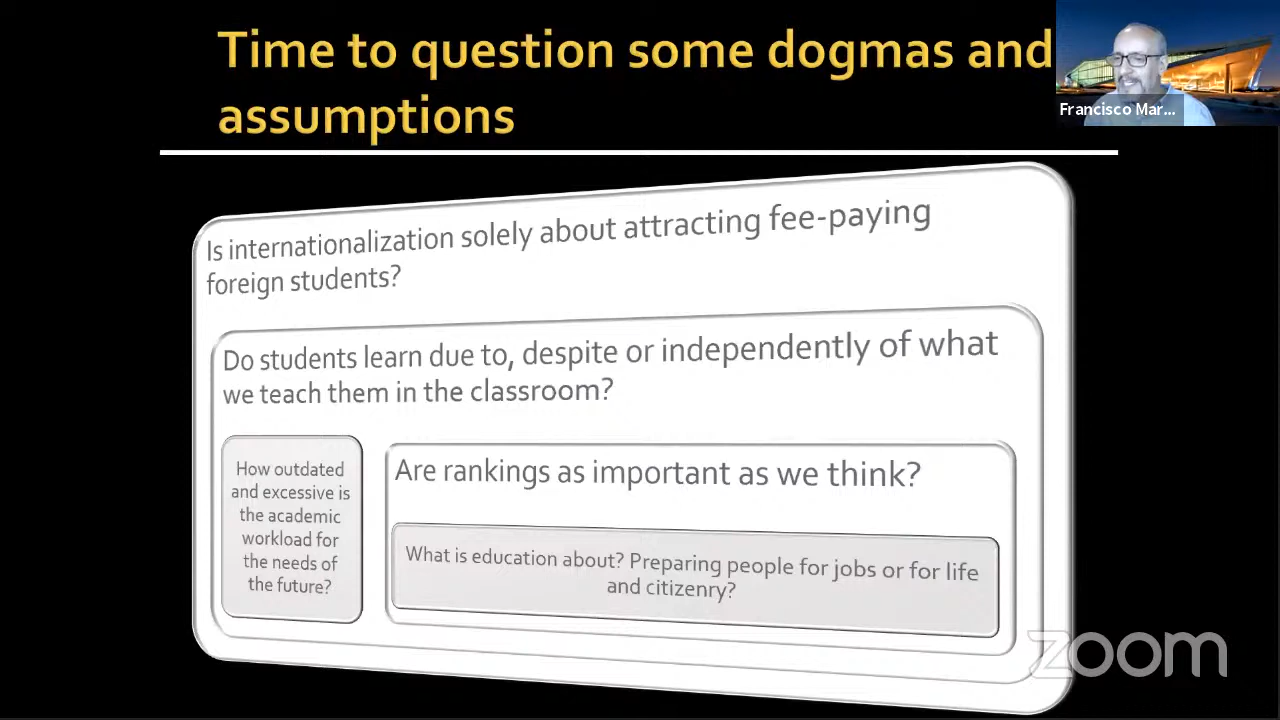 Time to question some dogmas and
assumptions
Francisco Mar...
Is internationalization solely about attracting fee-paying
foreign students?
Do students learn due to, despite or independently of what
we teach them in the classroom?
How outdated
and excessive is
the academic
workload for
the needs of
the future?
Are rankings as important as we think?
What is education about? Preparing people for jobs or for life
and citizenry?
zoom